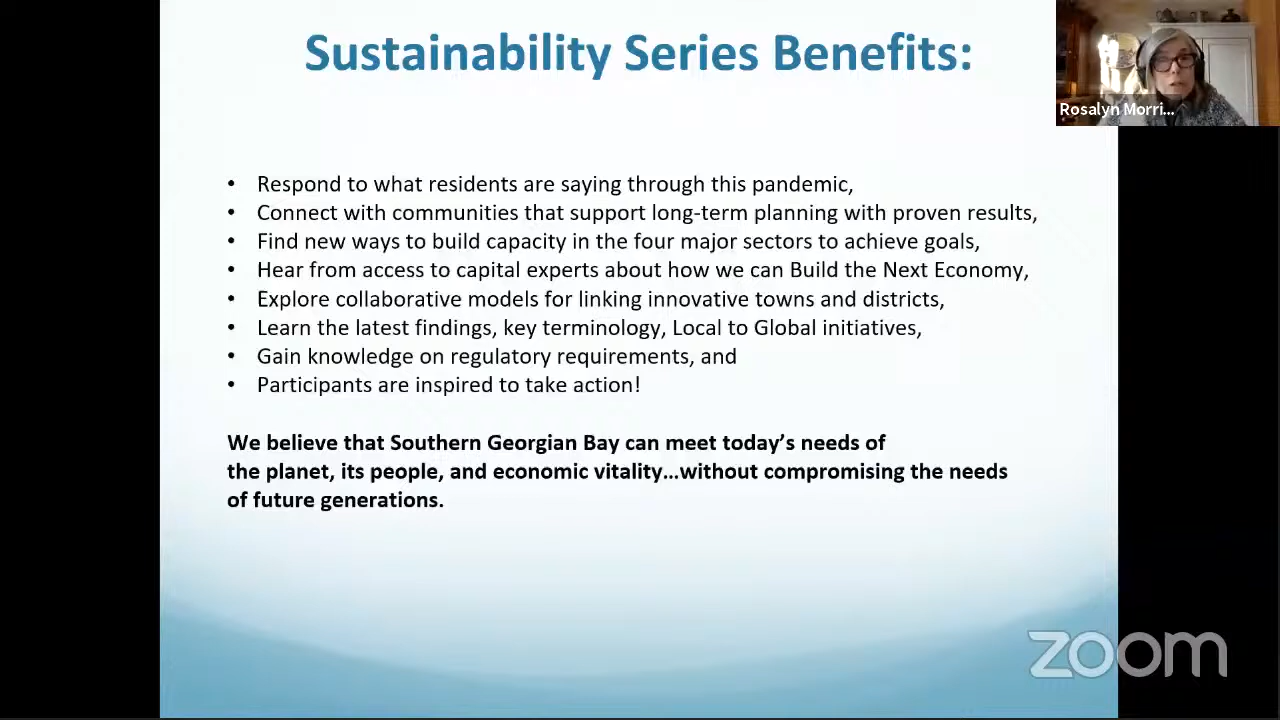 Sustainability Series Benefits:
Rosalyn Morri...
• Respond to what residents are saying through this pandemic,
• Connect with communities that support long-term planning with proven results,
• Find new ways to build capacity in the four major sectors to achieve goals,
• Hear from access to capital experts about how we can Build the Next Economy,
• Explore collaborative models for linking innovative towns and districts,
• Learn the latest findings, key terminology, Local to Global initiatives,
• Gain knowledge on regulatory requirements, and
• Participants are inspired to take action!
We believe that Southern Georgian Bay can meet today’s needs of
the planet, its people, and economic vitality…without compromising the needs
of future generations.
zoom